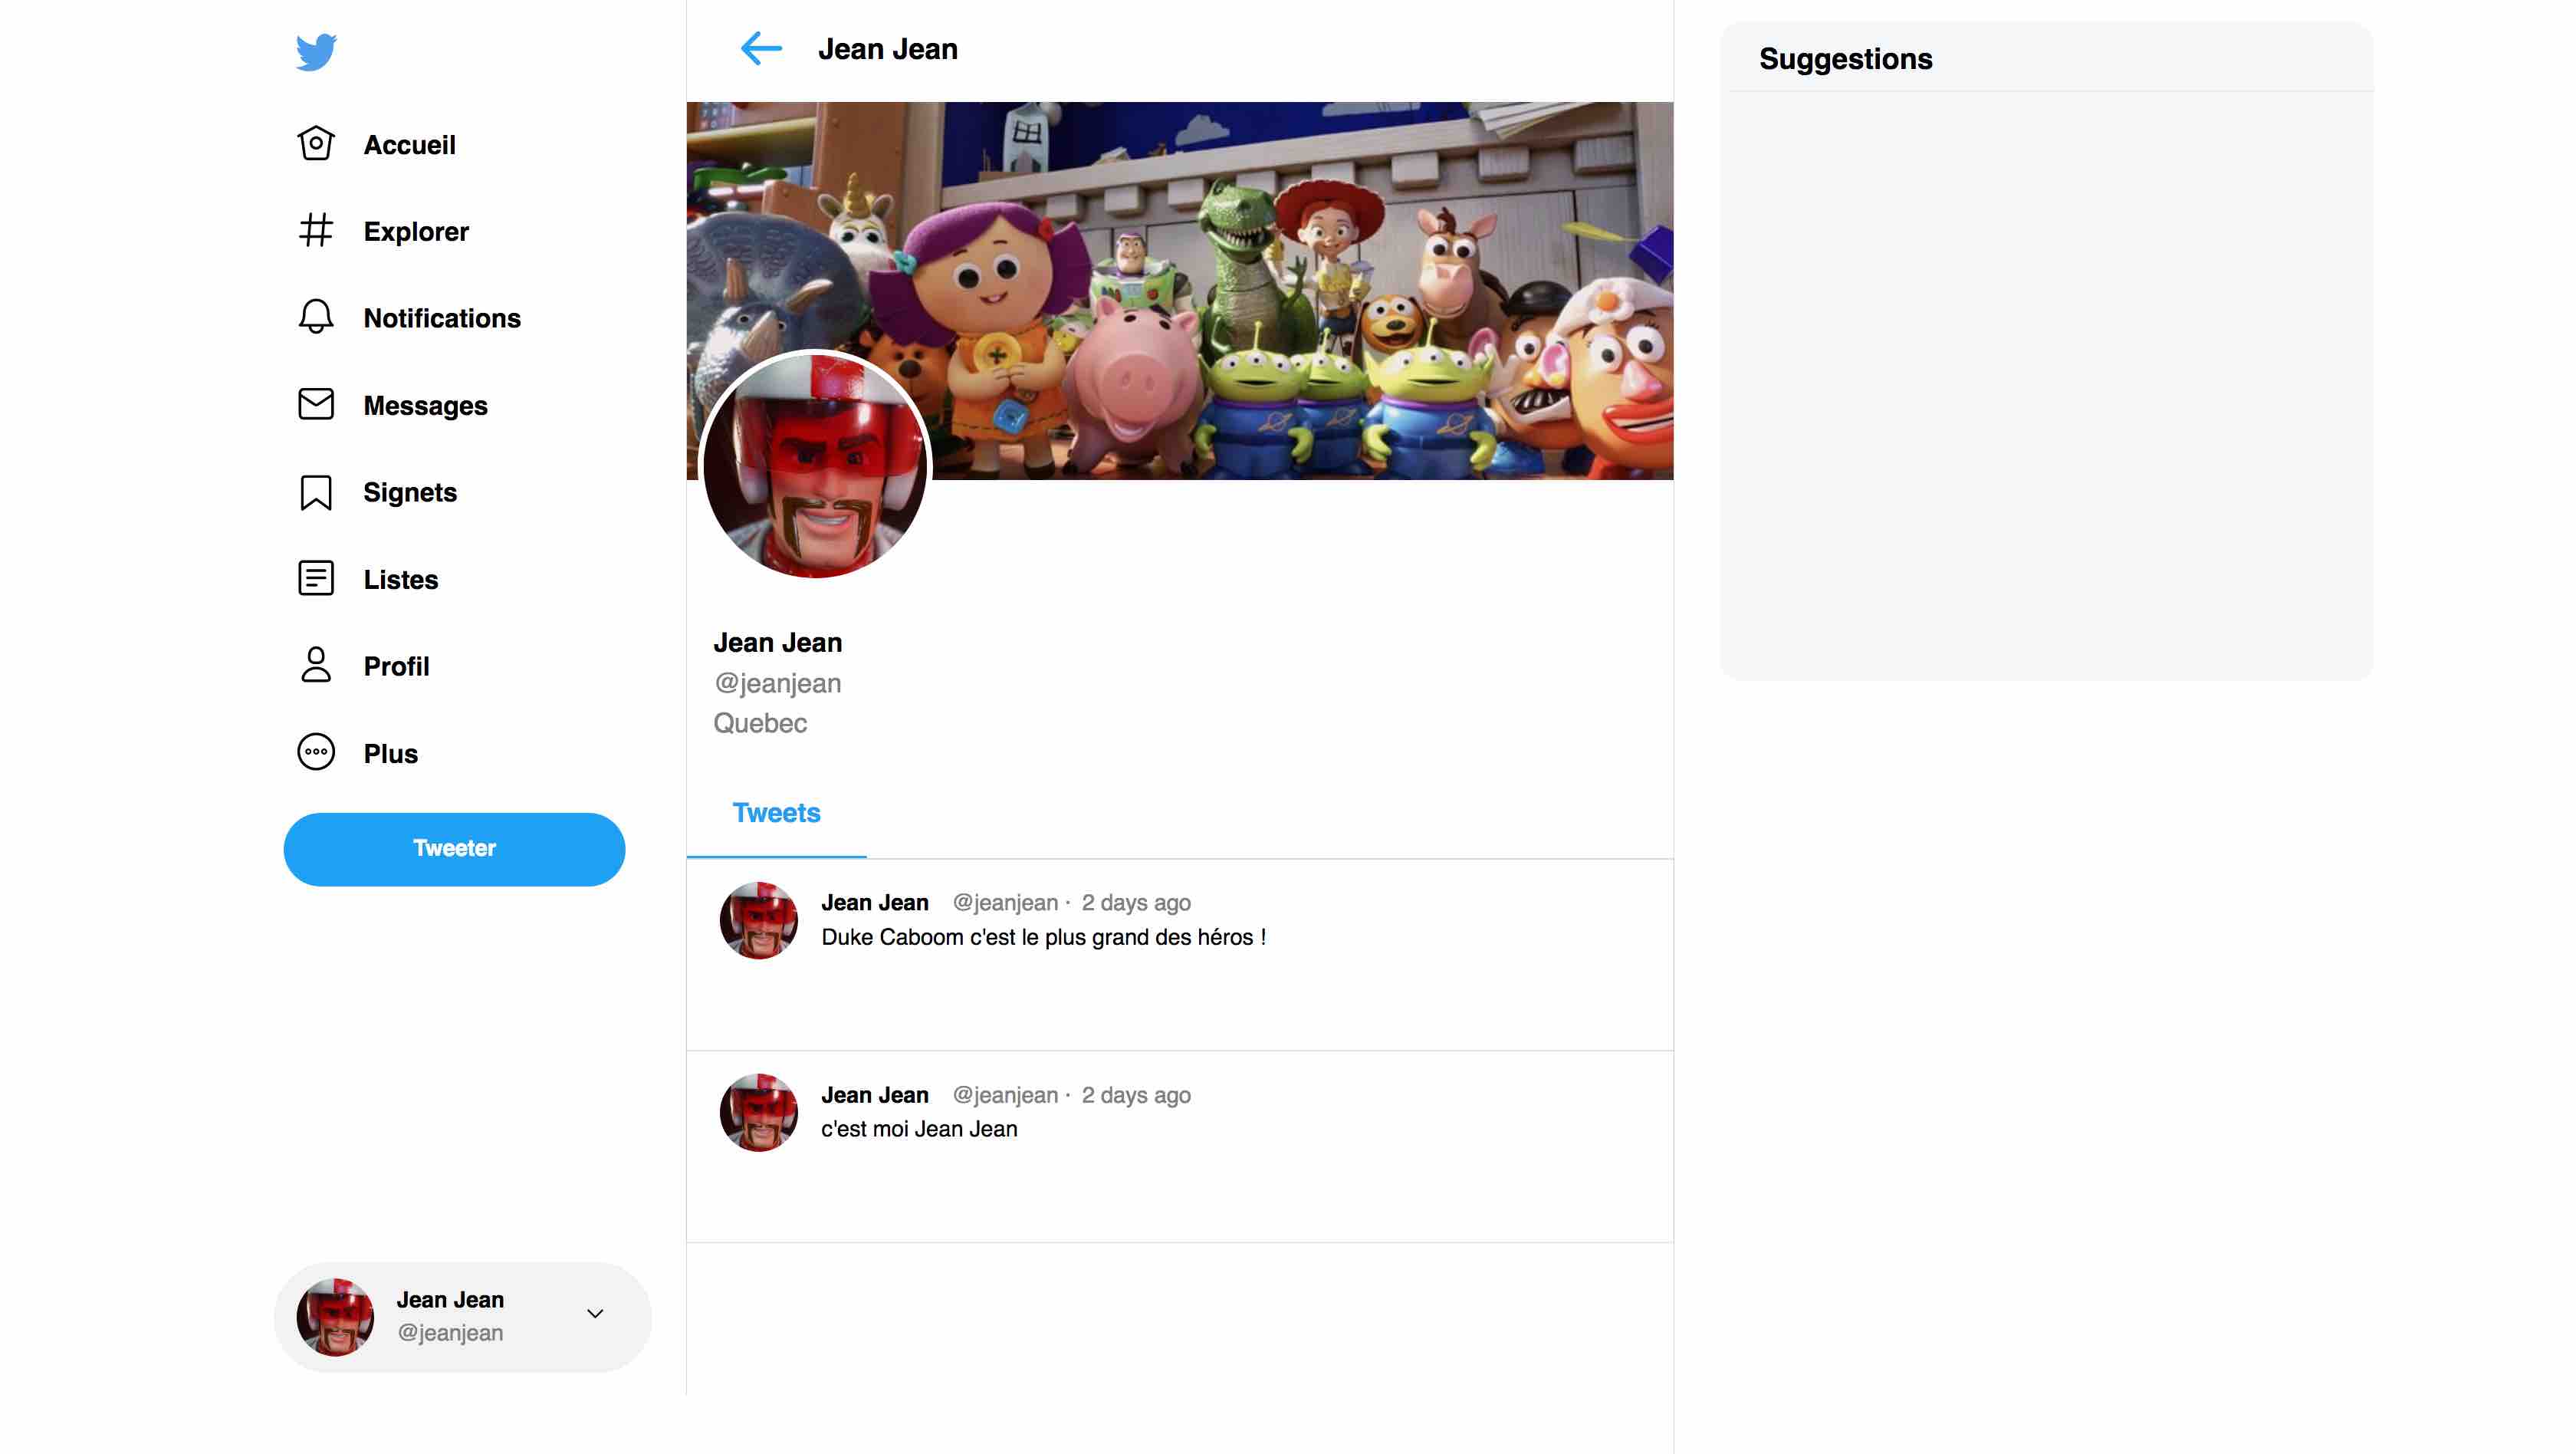 Accueil
Explorer
Notifications
Messages
Signets
Listes
Profil
Plus
Tweeter
Jean Jean
@jeanjean
Jean Jean
Jean Jean
@jeanjean
Quebec
Tweets
Jean Jean @jeanjean · 2 days ago
Duke Caboom c'est le plus grand des héros !
Jean Jean @jeanjean · 2 days ago
c'est moi Jean Jean
Suggestions